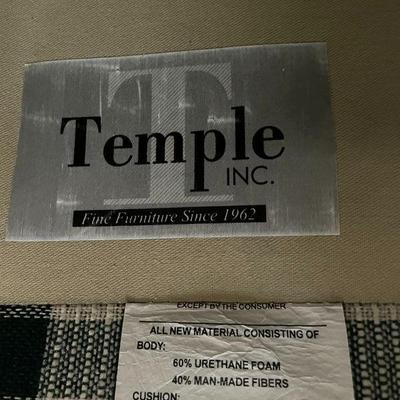 Temple
INC.
Fine Furniture Since 1962
EXCEPT BY THE CONSUMER
ALL NEW MATERIAL CONSISTING OF
BODY:
60% URETHANE FOAM
40% MAN-MADE FIBERS
CUSHION: